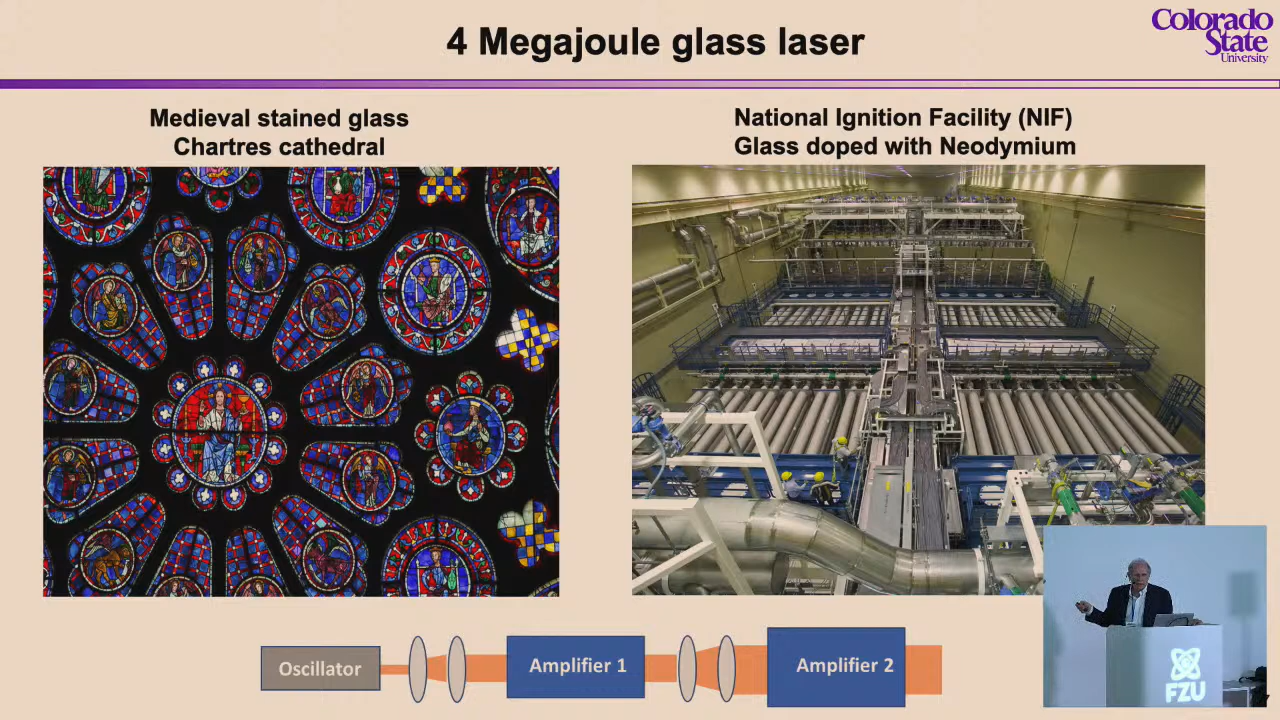 4 Megajoule glass laser
Colorado
State
University
Medieval stained glass
Chartres cathedral
National Ignition Facility (NIF)
Glass doped with Neodymium
Oscillator
Amplifier 1
Amplifier 2
FZU